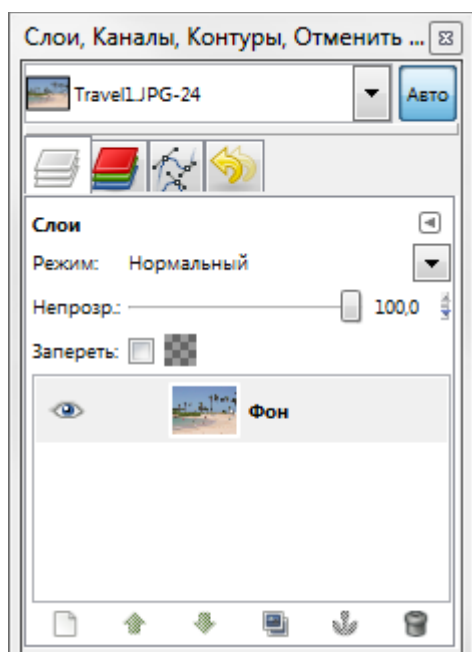 Слои, Каналы, Контуры, Отменить ...
Travel1.JPG-24
Авто
Слои
Режим: Нормальный
Непрозр.: 100,0
Запереть:
Фон